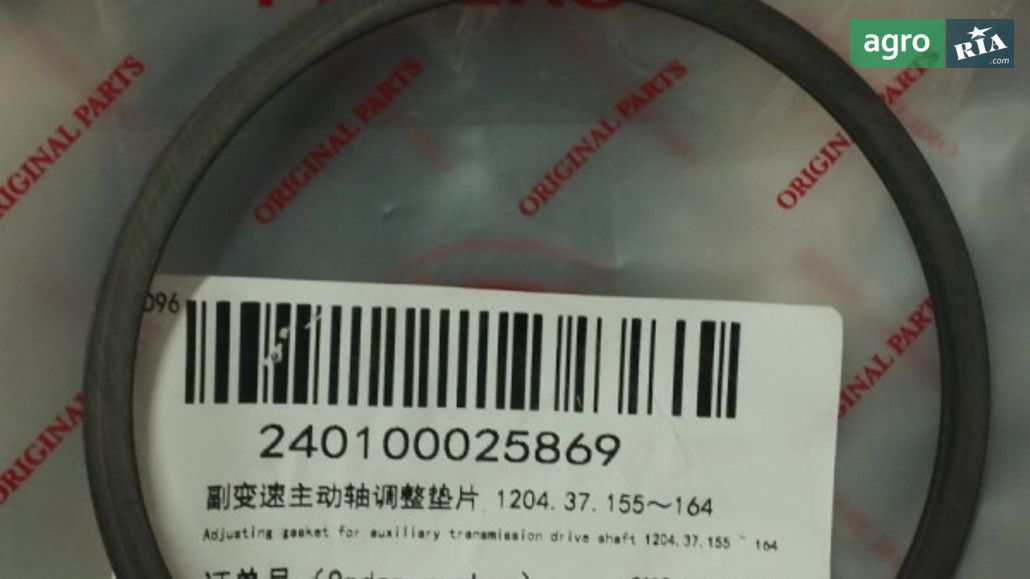 agro
RIA
.com
ORIGINAL PARTS
ORIGINAL PARTS
ORIGINAL PARTS
ORIGINAL PARTS
ORIGINAL PARTS
ORIGINAL
096
240100025869
副变速主动轴调整垫片 1204.37.155～164
Adjusting gasket for auxiliary transmission drive shaft 1204.37.155 ~ 164